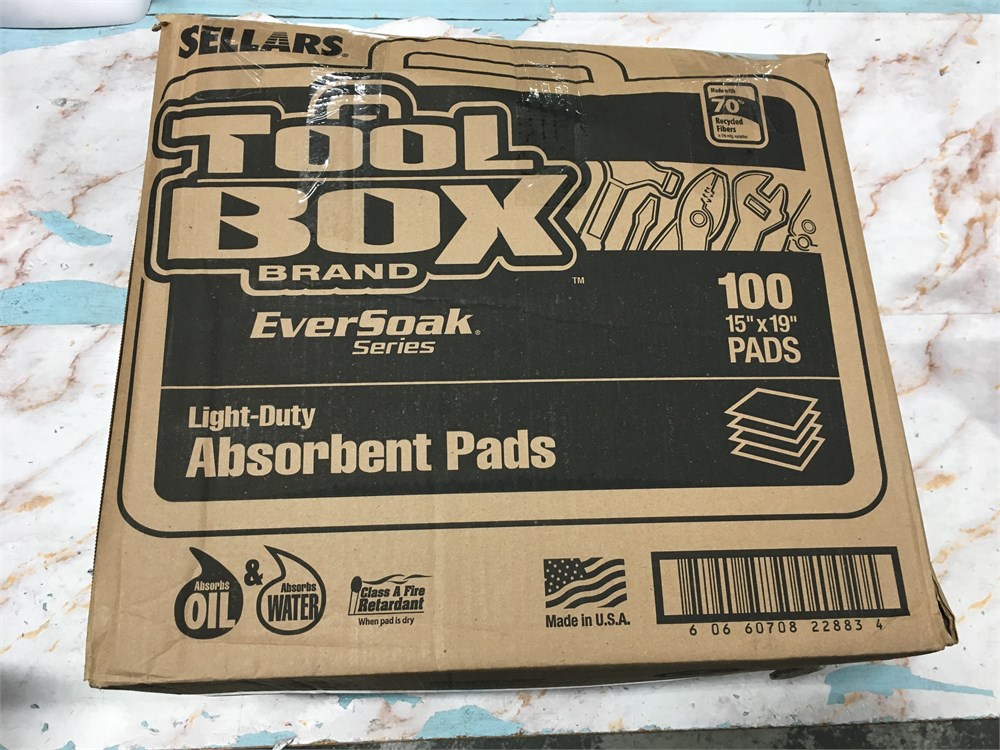 SELLARS®
TOOL
BOX
BRAND
™
Made with
70%
Recycled
Fibers
EverSoak®
Series
100
15" x 19"
PADS
Light-Duty
Absorbent Pads
Absorbs
OIL
&
Absorbs
WATER
Class A Fire
Retardant
When pad is dry
Made in U.S.A.
6 06 60708 22883 4